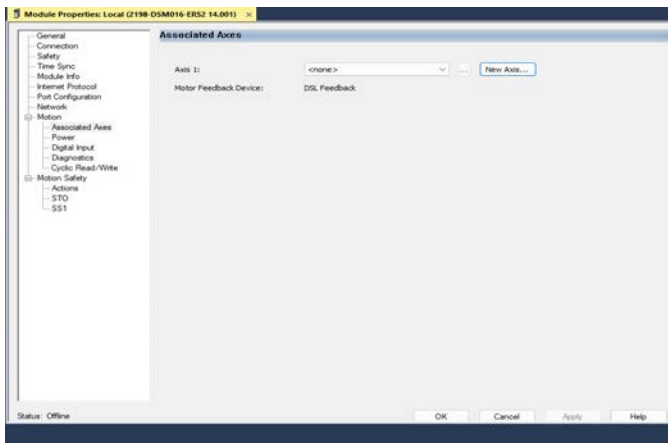 Module Properties: Local (2198-DSM016-ERS2 14.001) ×
General
Connection
Safety
Time Sync
Module Info
Internet Protocol
Port Configuration
Network
Motion
Associated Axes
Power
Digital Input
Diagnostics
Cyclic Read/Write
Motion Safety
Actions
STO
SS1
Associated Axes
Axis 1: <none> ... New Axis...
Motor Feedback Device: DSL Feedback
Status: Offline
OK Cancel Apply Help